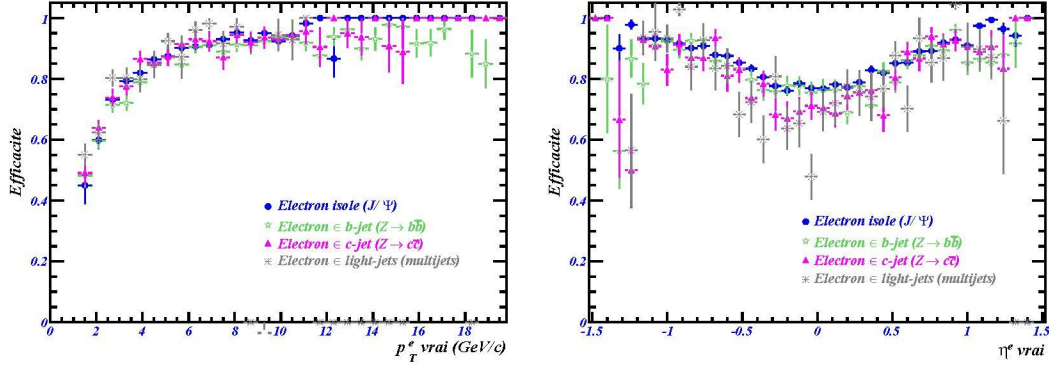 Efficacite
1
0.8
0.6
0.4
0.2
0
Electron isole (J/Ψ)
Electron ∈ b-jet (Z → bb̅)
Electron ∈ c-jet (Z → cc̅)
Electron ∈ light-jets (multijets)
0 2 4 6 8 10 12 14 16 18
p_T^e vrai (GeV/c)
Efficacite
1
0.8
0.6
0.4
0.2
0
Electron isole (J/Ψ)
Electron ∈ b-jet (Z → bb̅)
Electron ∈ c-jet (Z → cc̅)
Electron ∈ light-jets (multijets)
-1.5 -1 -0.5 0 0.5 1 1.5
η^e vrai